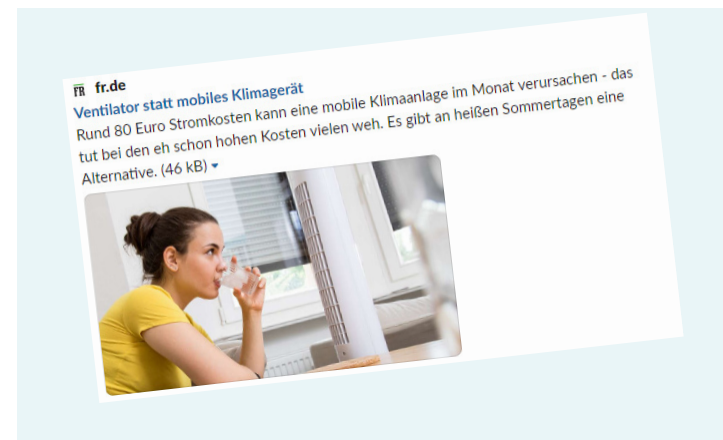 FR fr.de
Ventilator statt mobiles Klimagerät
Rund 80 Euro Stromkosten kann eine mobile Klimaanlage im Monat verursachen - das
tut bei den eh schon hohen Kosten vielen weh. Es gibt an heißen Sommertagen eine
Alternative. (46 kB)